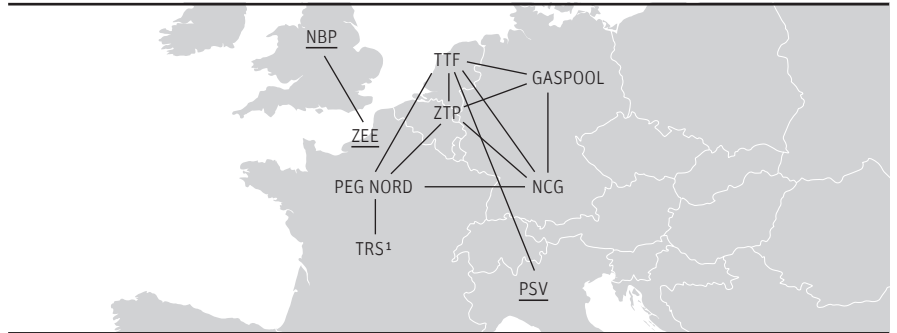 NBP
TTF
GASPOOL
ZTP
ZEE
PEG NORD
NCG
TRS¹
PSV